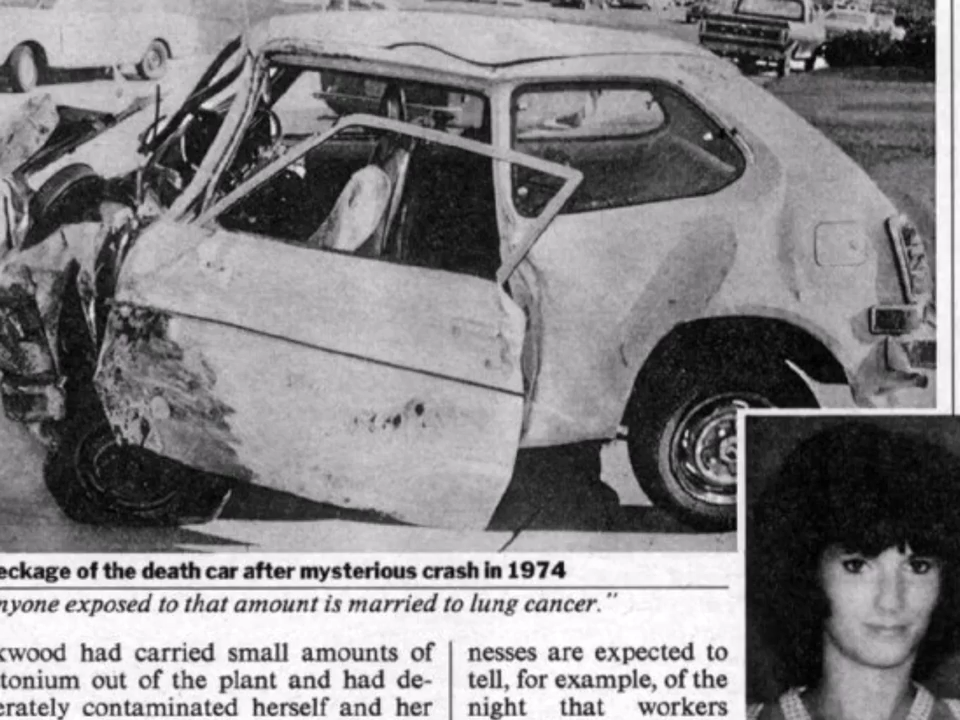 eckage of the death car after mysterious crash in 1974
nyone exposed to that amount is married to lung cancer."
kwood had carried small amounts of
tonium out of the plant and had de-
erately contaminated herself and her
nesses are expected to
tell, for example, of the
night that workers